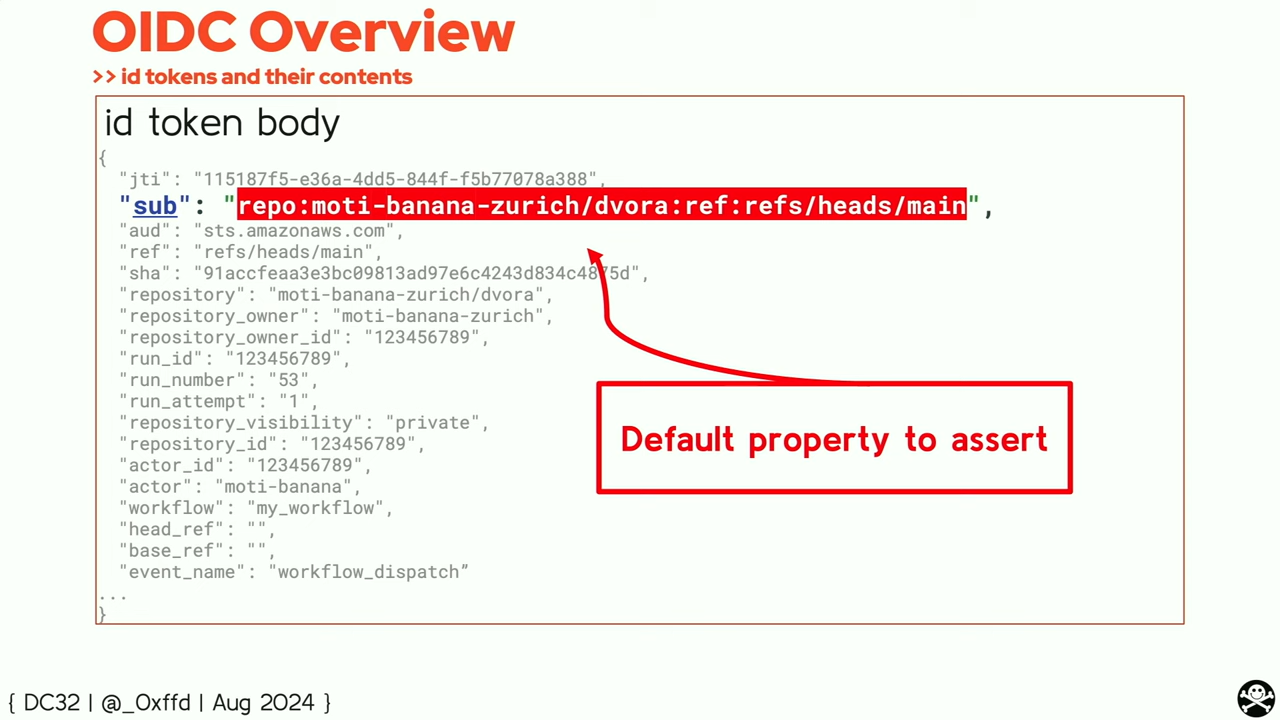 OIDC Overview
>> id tokens and their contents
id token body
{
"jti": "115187f5-e36a-4dd5-844f-f5b77078a388",
"sub": "repo:moti-banana-zurich/dvora:ref:refs/heads/main",
"aud": "sts.amazonaws.com",
"ref": "refs/heads/main",
"sha": "91accfeaa3e3bc09813ad97e6c4243d834c4875d",
"repository": "moti-banana-zurich/dvora",
"repository_owner": "moti-banana-zurich",
"repository_owner_id": "123456789",
"run_id": "123456789",
"run_number": "53",
"run_attempt": "1",
"repository_visibility": "private",
"repository_id": "123456789",
"actor_id": "123456789",
"actor": "moti-banana",
"workflow": "my_workflow",
"head_ref": "",
"base_ref": "",
"event_name": "workflow_dispatch”
...
}
Default property to assert
{ DC32 | @_0xffd | Aug 2024 }